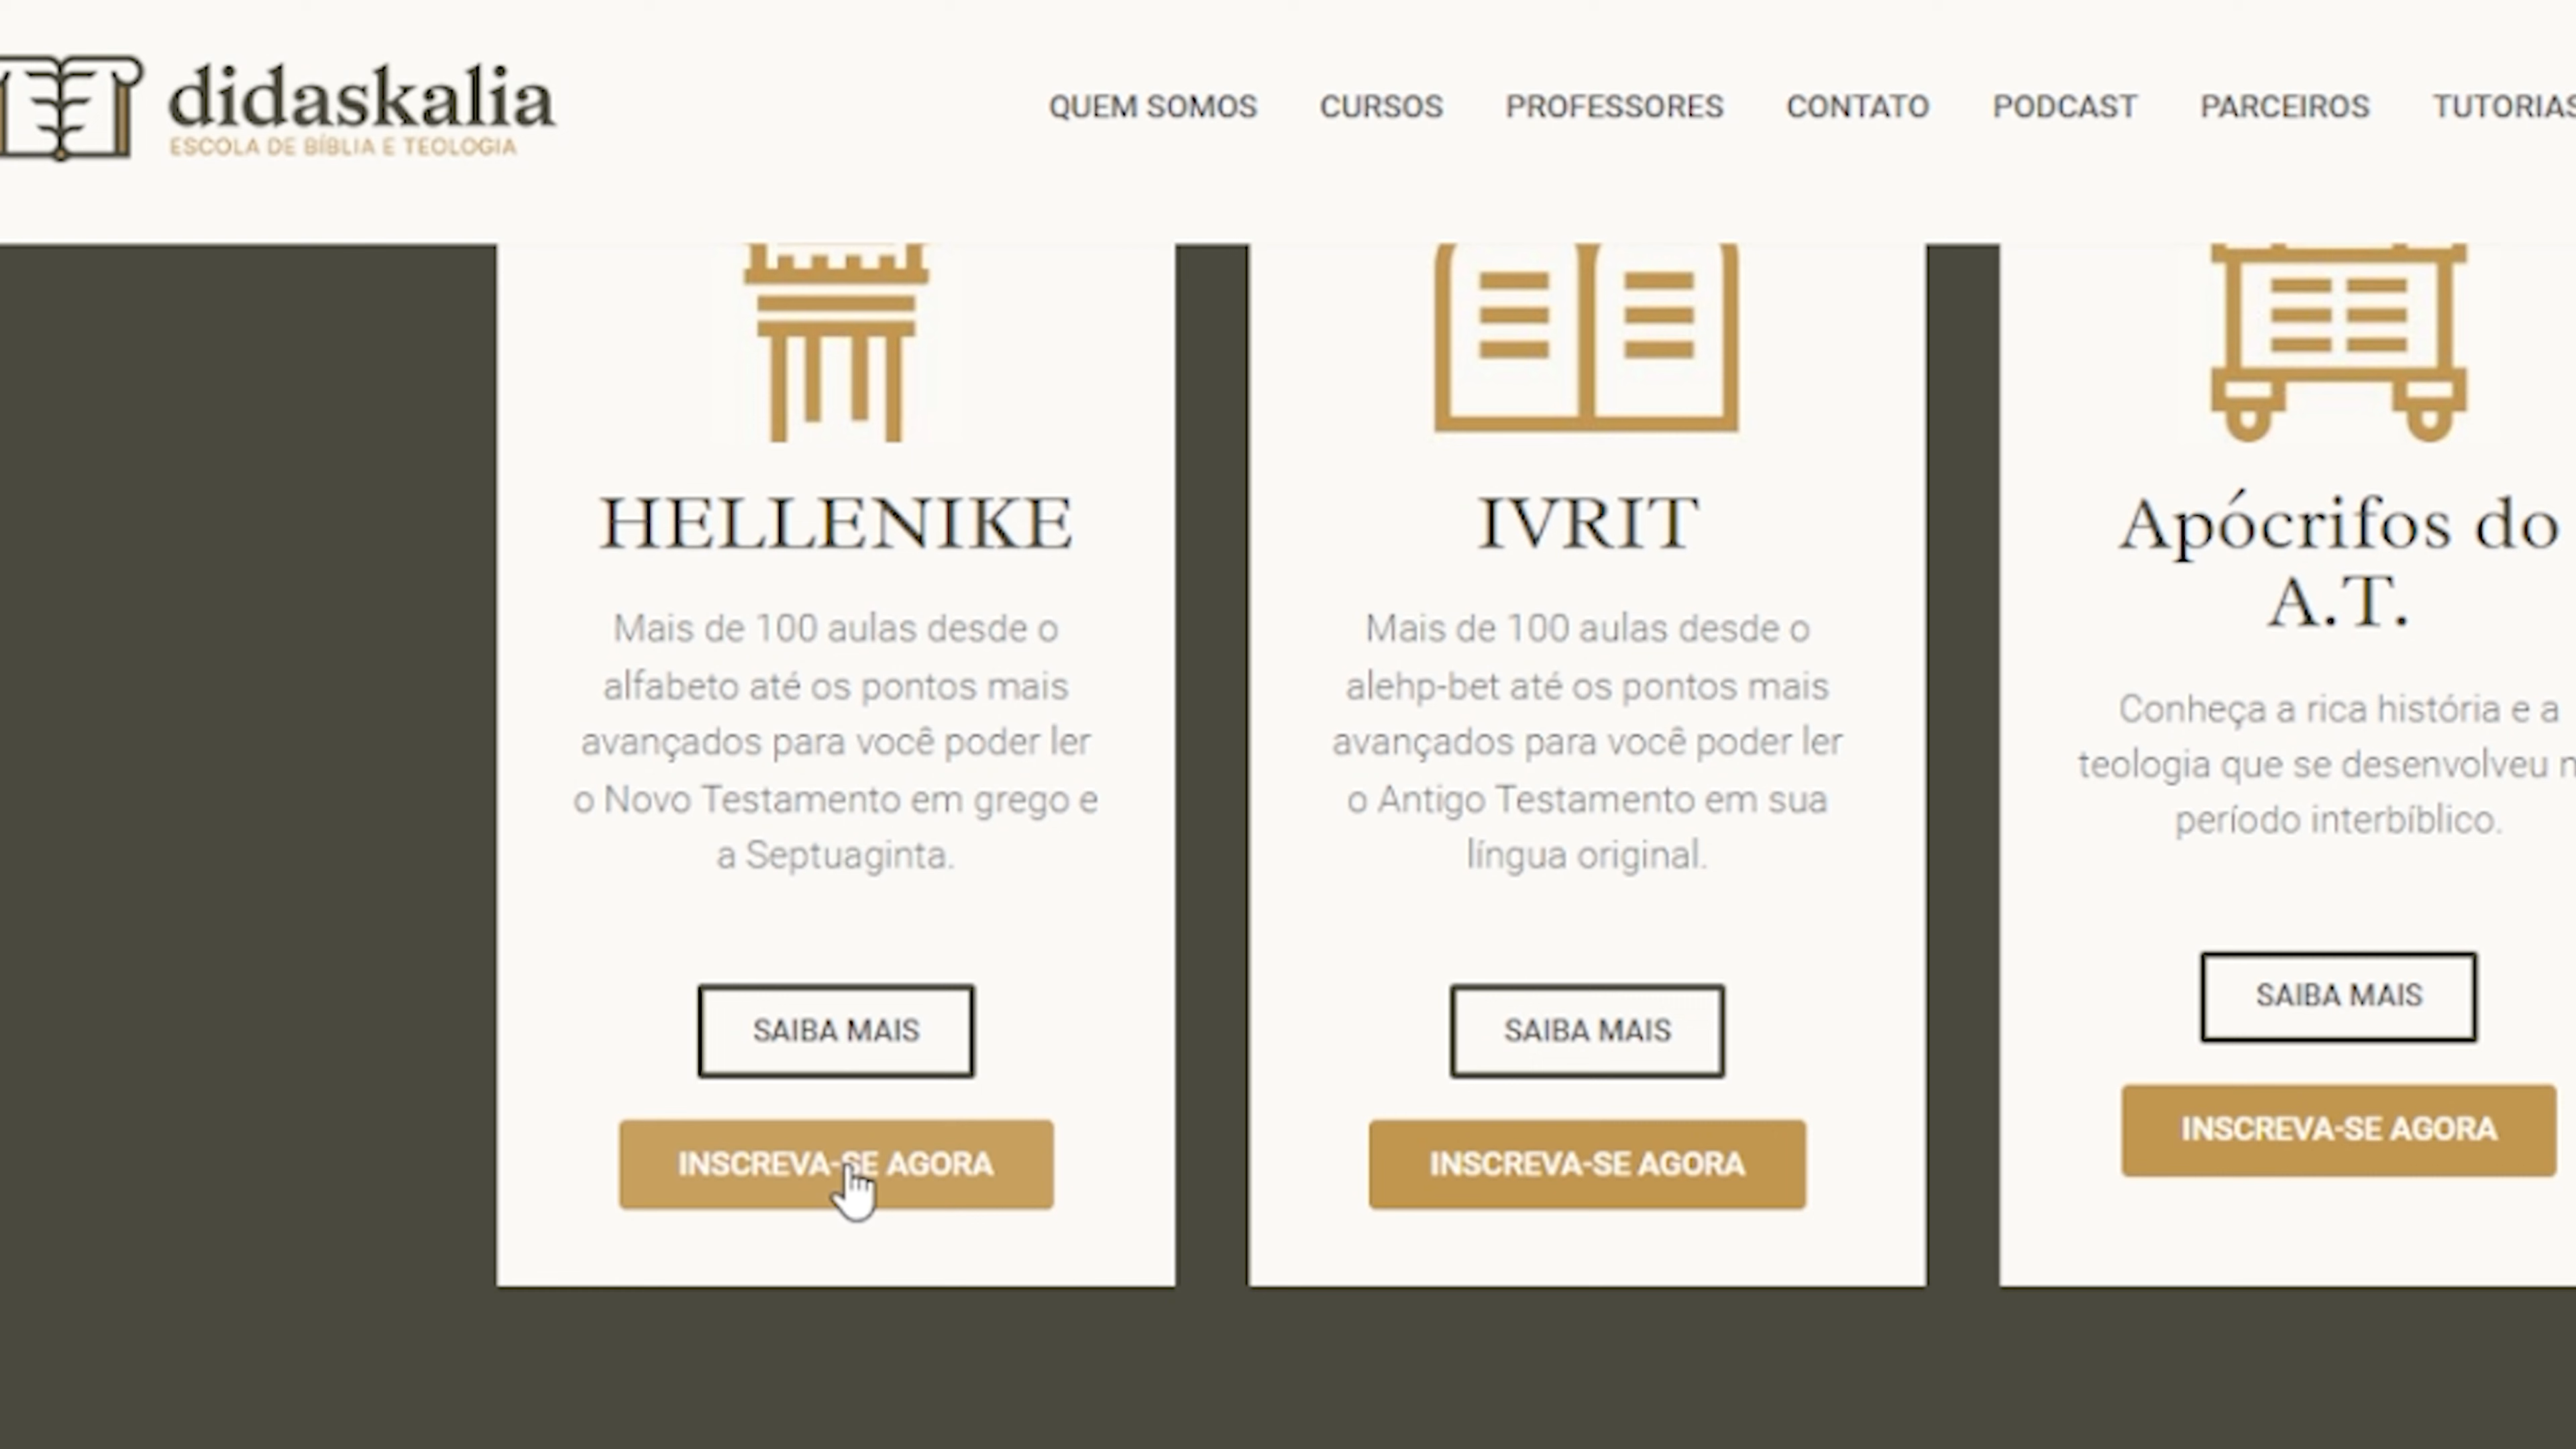 didaskalia
ESCOLA DE BÍBLIA E TEOLOGIA
QUEM SOMOS CURSOS PROFESSORES CONTATO PODCAST PARCEIROS TUTORIAS
HELLENIKE
Mais de 100 aulas desde o
alfabeto até os pontos mais
avançados para você poder ler
o Novo Testamento em grego e
a Septuaginta.
SAIBA MAIS
INSCREVA-SE AGORA
IVRIT
Mais de 100 aulas desde o
alehp-bet até os pontos mais
avançados para você poder ler
o Antigo Testamento em sua
língua original.
SAIBA MAIS
INSCREVA-SE AGORA
Apócrifos do
A.T.
Conheça a rica história e a
teologia que se desenvolveu
período interbíblico.
SAIBA MAIS
INSCREVA-SE AGORA